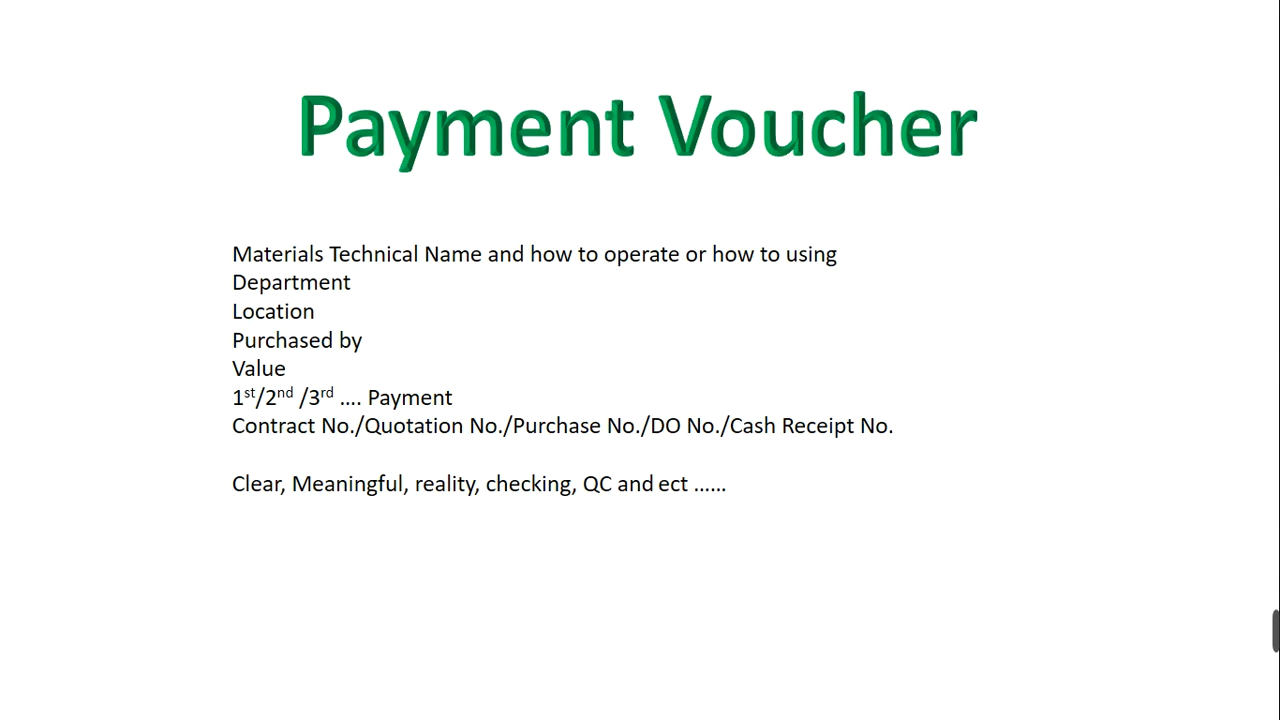 Payment Voucher
Materials Technical Name and how to operate or how to using
Department
Location
Purchased by
Value
1st/2nd /3rd .... Payment
Contract No./Quotation No./Purchase No./DO No./Cash Receipt No.
Clear, Meaningful, reality, checking, QC and ect ......